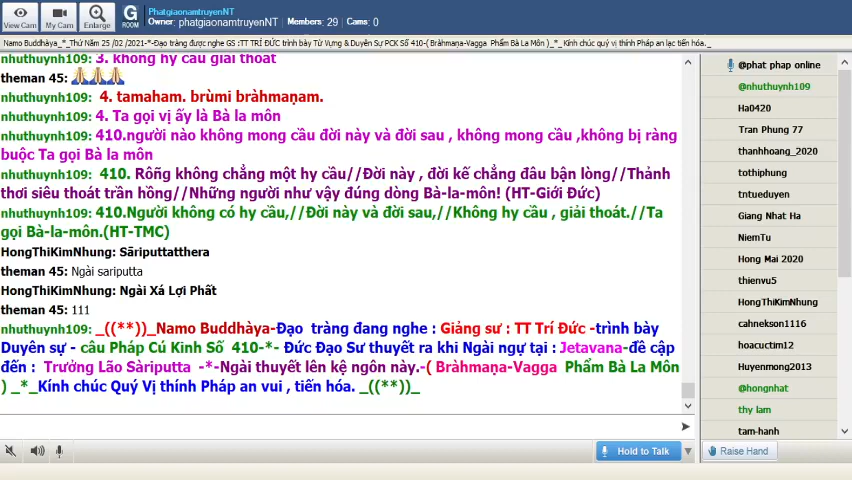 View Cam
My Cam
Enlarge
G
ROOM
PhatgiaonamtruyenNT
Owner: phatgiaonamtruyenNT | Members: 29 | Cams: 0
Namo Buddhàya_*_Thứ Năm 25 /02 /2021-*-Đạo tràng được nghe GS :TT TRÍ ĐỨC trình bày Từ Vựng & Duyên Sự PCK Số 410-( Bràhmaṇa-Vagga Phẩm Bà La Môn )_*_ Kính chúc quý vị thính Pháp an lạc tiến hóa._
nhuthuynh109: 3. không hy cầu giải thoát
theman 45: 🙏🙏🙏
nhuthuynh109: 4. tamaham. brùmi bràhmaṇam.
nhuthuynh109: 4. Ta gọi vị ấy là Bà la môn
nhuthuynh109: 410.người nào không mong cầu đời này và đời sau , không mong cầu ,không bị ràng
buộc Ta gọi Bà la môn
nhuthuynh109: 410. Rỗng không chẳng một hy cầu//Đời này , đời kế chẳng đâu bận lòng//Thảnh
thơi siêu thoát trần hồng//Những người như vậy đúng dòng Bà-la-môn! (HT-Giới Đức)
nhuthuynh109: 410.Người không có hy cầu,//Đời này và đời sau,//Không hy cầu , giải thoát.//Ta
gọi Bà-la-môn.(HT-TMC)
HongThiKimNhung: Sāriputtatthera
theman 45: Ngài sariputta
HongThiKimNhung: Ngài Xá Lợi Phất
theman 45: 111
nhuthuynh109: _((**))_Namo Buddhàya-Đạo tràng đang nghe : Giảng sư : TT Trí Đức -trình bày
Duyên sự - câu Pháp Cú Kinh Số 410-*- Đức Đạo Sư thuyết ra khi Ngài ngự tại : Jetavana-đề cập
đến : Trưởng Lão Sàriputta -*-Ngài thuyết lên kệ ngôn này.-( Bràhmaṇa-Vagga Phẩm Bà La Môn
) _*_Kính chúc Quý Vị thính Pháp an vui , tiến hóa. _((**))_
Hold to Talk
@phat phap online
@nhuthuynh109
Ha0420
Tran Phung 77
thanhhoang_2020
tothiphung
tntueduyen
Giang Nhat Ha
NiemTu
Hong Mai 2020
thienvu5
HongThiKimNhung
cahnekson1116
hoacuctim12
Huyenmong2013
@hongnhat
thy lam
tam-hanh
Raise Hand